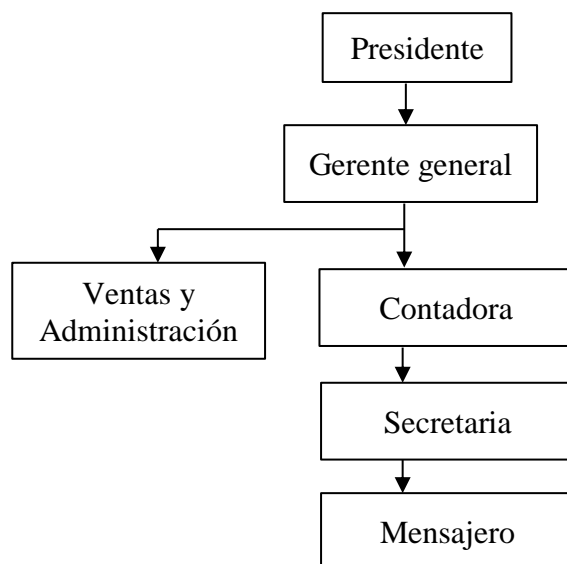 Presidente
Gerente general
Ventas y
Administración
Contadora
Secretaria
Mensajero